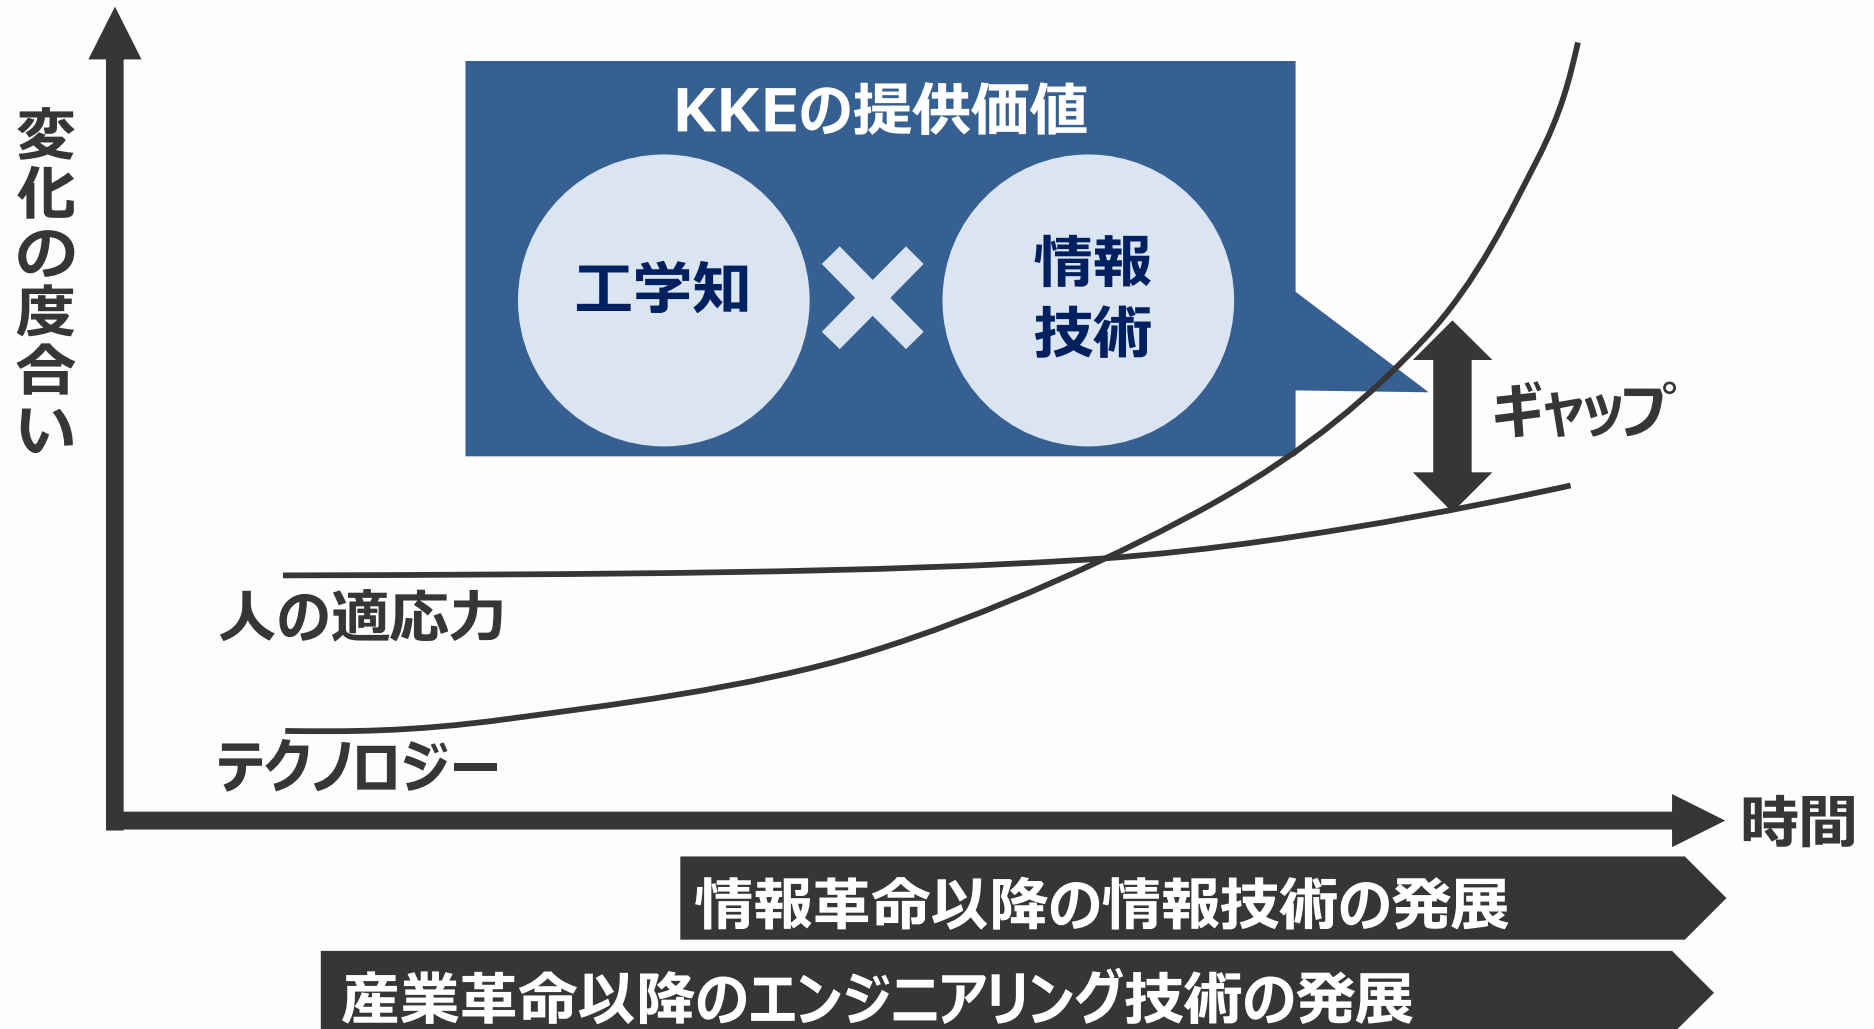 変化の度合い
KKEの提供価値
工学知
情報
技術
ギャップ
人の適応力
テクノロジー
時間
情報革命以降の情報技術の発展
産業革命以降のエンジニアリング技術の発展